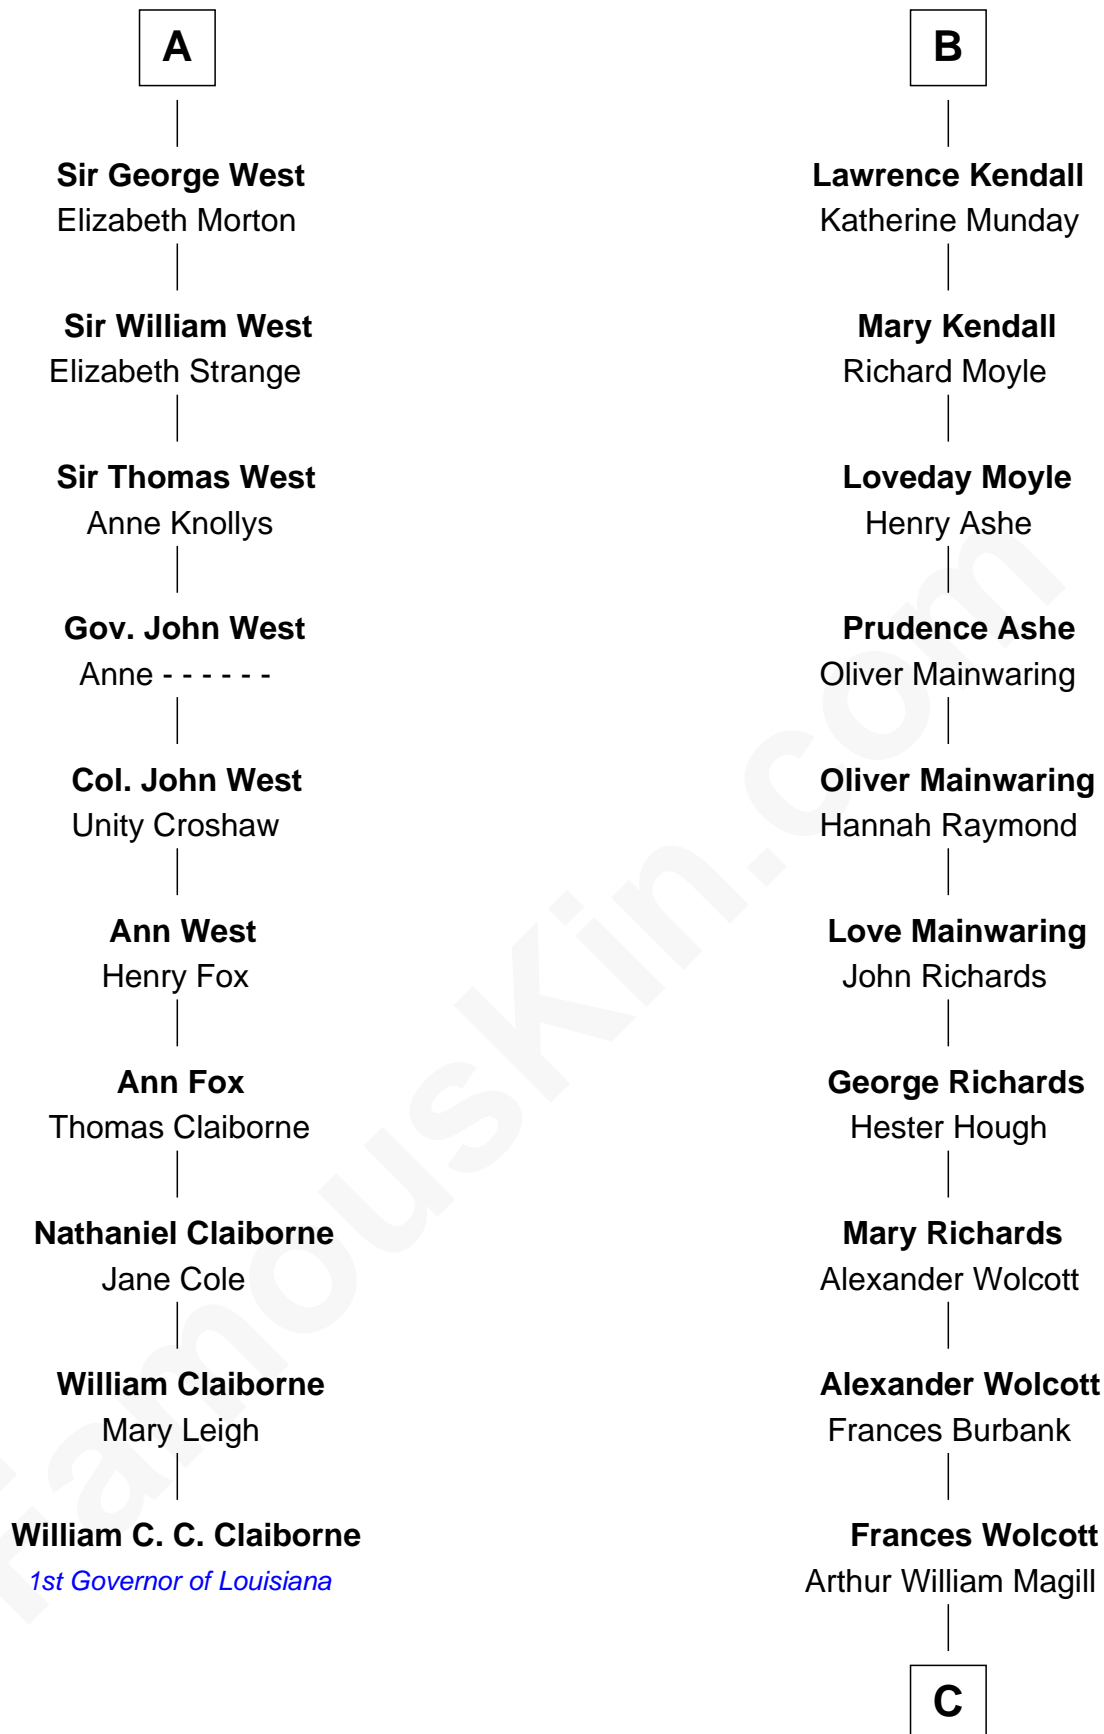 A
Sir George West
Elizabeth Morton
Sir William West
Elizabeth Strange
Sir Thomas West
Anne Knollys
Gov. John West
Anne - - - - - -
Col. John West
Unity Croshaw
Ann West
Henry Fox
Ann Fox
Thomas Claiborne
Nathaniel Claiborne
Jane Cole
William Claiborne
Mary Leigh
William C. C. Claiborne
1st Governor of Louisiana
B
Lawrence Kendall
Katherine Munday
Mary Kendall
Richard Moyle
Loveday Moyle
Henry Ashe
Prudence Ashe
Oliver Mainwaring
Oliver Mainwaring
Hannah Raymond
Love Mainwaring
John Richards
George Richards
Hester Hough
Mary Richards
Alexander Wolcott
Alexander Wolcott
Frances Burbank
Frances Wolcott
Arthur William Magill
C
famouskin.com